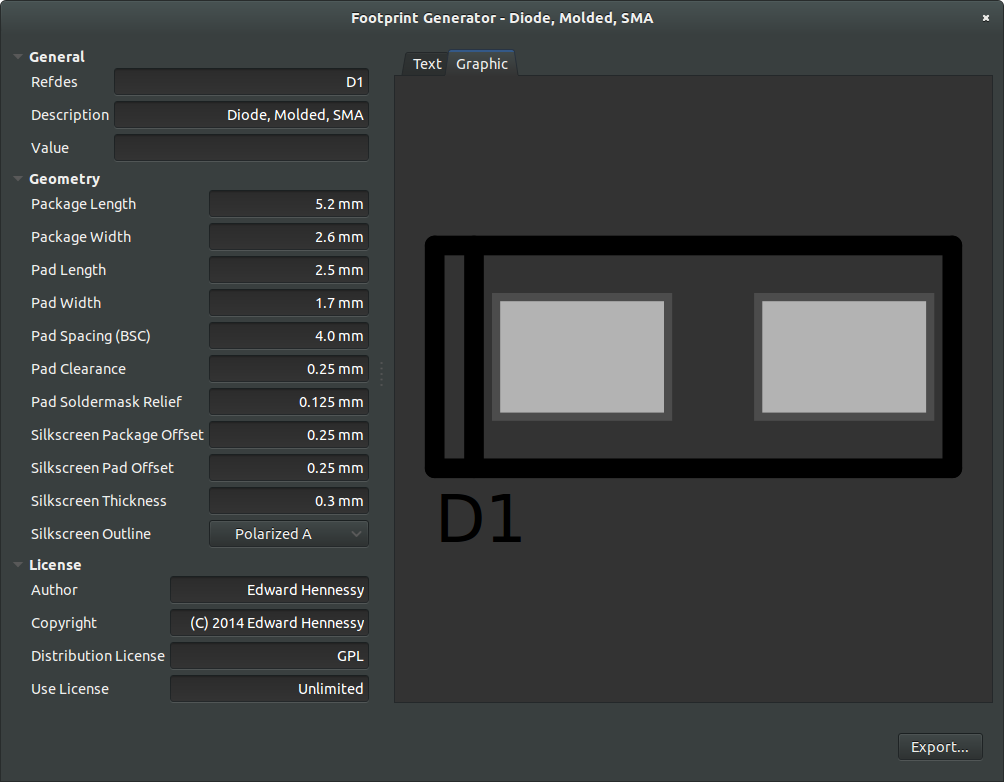 Footprint Generator - Diode, Molded, SMA
General
Refdes D1
Description Diode, Molded, SMA
Value
Geometry
Package Length 5.2 mm
Package Width 2.6 mm
Pad Length 2.5 mm
Pad Width 1.7 mm
Pad Spacing (BSC) 4.0 mm
Pad Clearance 0.25 mm
Pad Soldermask Relief 0.125 mm
Silkscreen Package Offset 0.25 mm
Silkscreen Pad Offset 0.25 mm
Silkscreen Thickness 0.3 mm
Silkscreen Outline Polarized A
License
Author Edward Hennessy
Copyright (C) 2014 Edward Hennessy
Distribution License GPL
Use License Unlimited
Text Graphic
D1
Export...